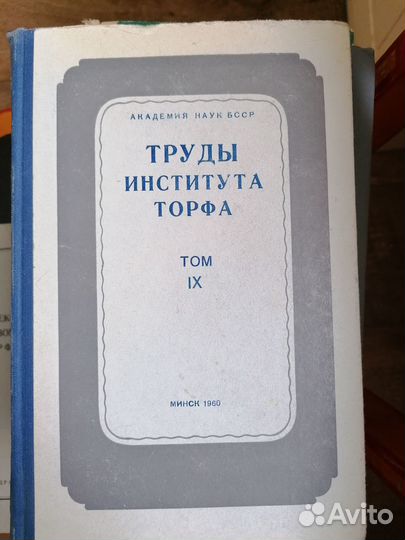 АКАДЕМИЯ НАУК БССР
ТРУДЫ
ИНСТИТУТА
ТОРФА
ТОМ
IX
МИНСК 1960
Avito